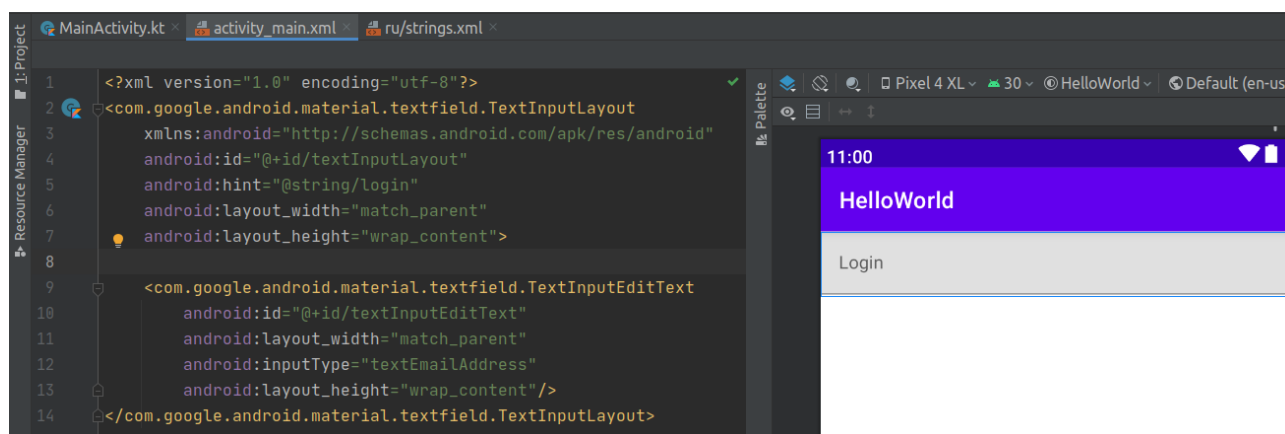 1: Project
Resource Manager
MainActivity.kt × activity_main.xml × ru/strings.xml ×
1 <?xml version="1.0" encoding="utf-8"?>
2 <com.google.android.material.textfield.TextInputLayout
3 xmlns:android="http://schemas.android.com/apk/res/android"
4 android:id="@+id/textInputLayout"
5 android:hint="@string/login"
6 android:layout_width="match_parent"
7 android:layout_height="wrap_content">
8
9 <com.google.android.material.textfield.TextInputEditText
10 android:id="@+id/textInputEditText"
11 android:layout_width="match_parent"
12 android:inputType="textEmailAddress"
13 android:layout_height="wrap_content"/>
14 </com.google.android.material.textfield.TextInputLayout>
Palette
Pixel 4 XL 30 HelloWorld Default (en-us
11:00
HelloWorld
Login